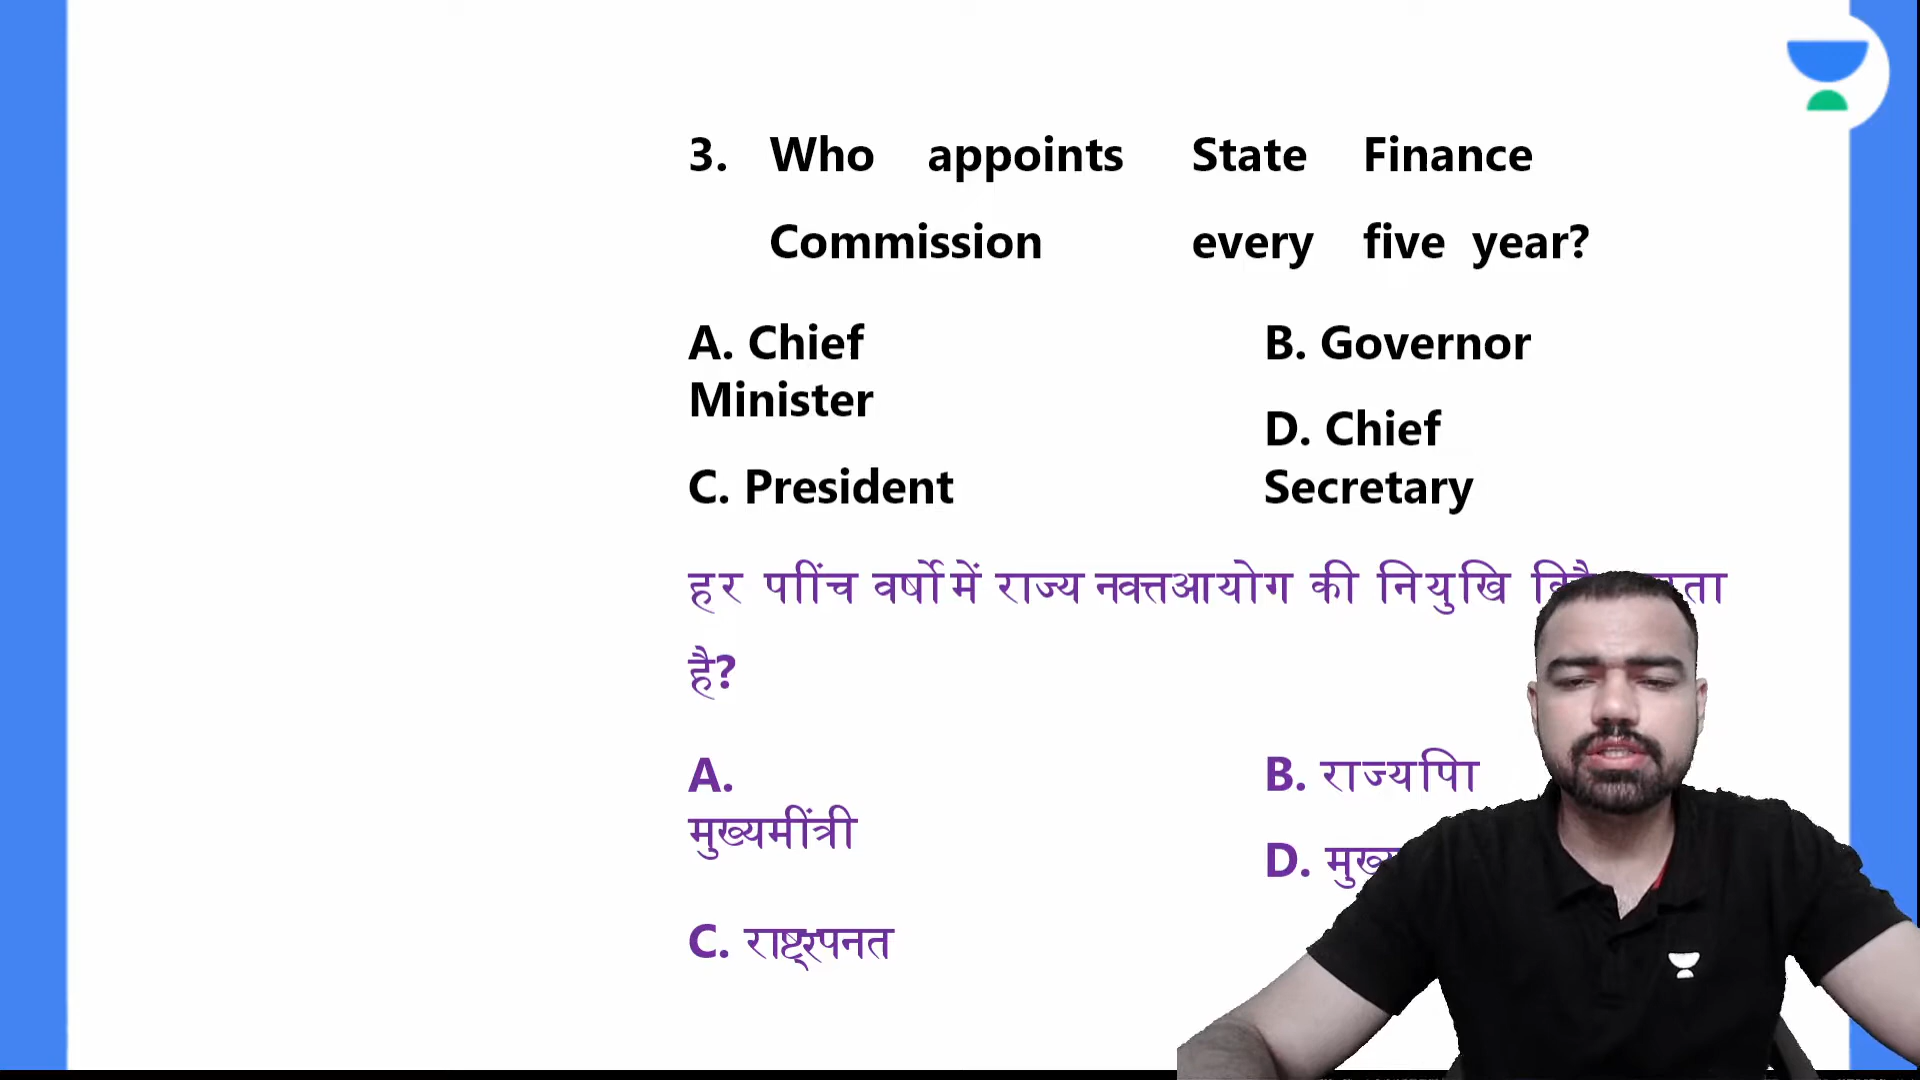 3. Who appoints State Finance
Commission every five year?
A. Chief
Minister
C. President
B. Governor
D. Chief
Secretary
हर पाींच वर्षों में राज्य नवत्तआयोग की नियुखि
है?
A.
मुख्यमींत्री
C. राष्ट्रपनत
B. राज्यपाि
D.